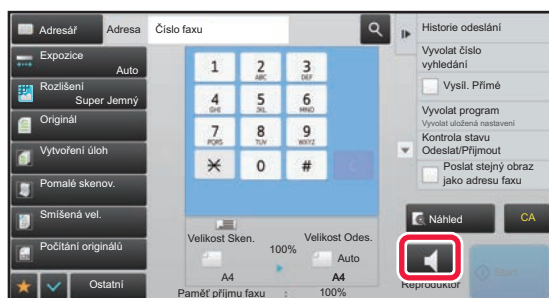 Adresář
Adresa
Číslo faxu
Expozice
Auto
Rozlišení
Super Jemný
Originál
Vytvoření úloh
Pomalé skenov.
Smíšená vel.
Počítání originálů
Ostatní
1
2
ABC
3
DEF
4
GHI
5
JKL
6
MNO
7
PQRS
8
TUV
9
WXYZ
0
#
Velikost Sken.
100%
Velikost Odes.
Auto
A4
A4
Paměť příjmu faxu : 100%
Historie odeslání
Vyvolat číslo
vyhledání
Vysíl. Přímé
Vyvolat program
Vyvolat uložená nastavení
Kontrola stavu
Odeslat/Přijmout
Poslat stejný obraz
jako adresu faxu
Náhled
CA
Reproduktor
Start